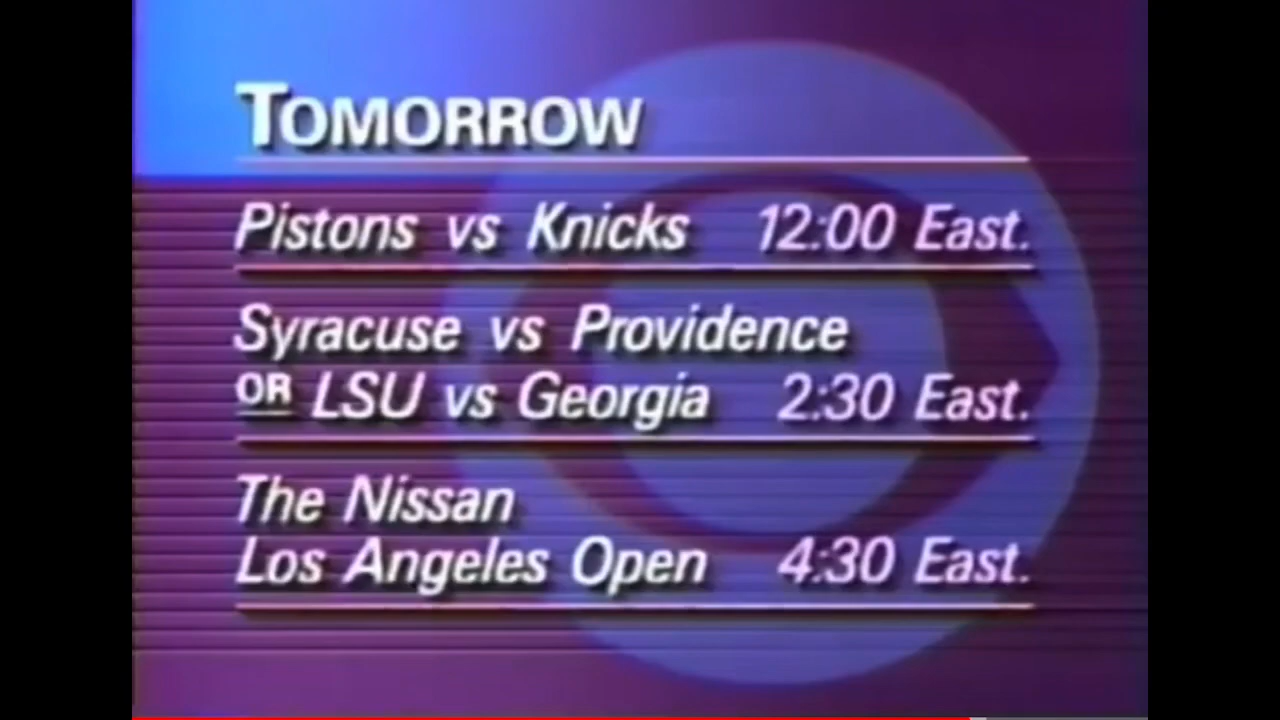 TOMORROW
Pistons vs Knicks 12:00 East.
Syracuse vs Providence
OR LSU vs Georgia 2:30 East.
The Nissan
Los Angeles Open 4:30 East.